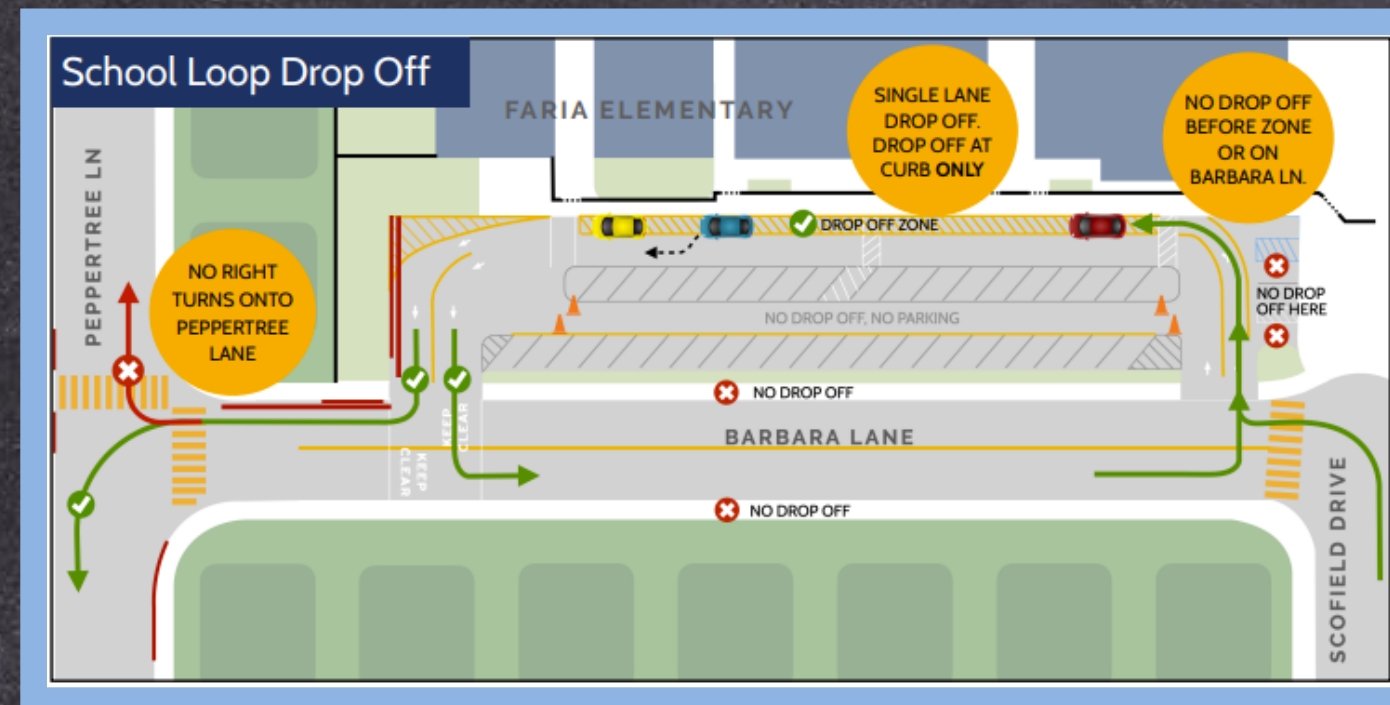 School Loop Drop Off
FARIA ELEMENTARY
SINGLE LANE
DROP OFF.
DROP OFF AT
CURB ONLY
NO DROP OFF
BEFORE ZONE
OR ON
BARBARA LN.
PEPPERTREE LN
NO RIGHT
TURNS ONTO
PEPPERTREE
LANE
DROP OFF ZONE
NO DROP
OFF HERE
NO DROP OFF, NO PARKING
NO DROP OFF
KEEP
CLEAR
BARBARA LANE
KEEP
CLEAR
NO DROP OFF
SCOFIELD DRIVE